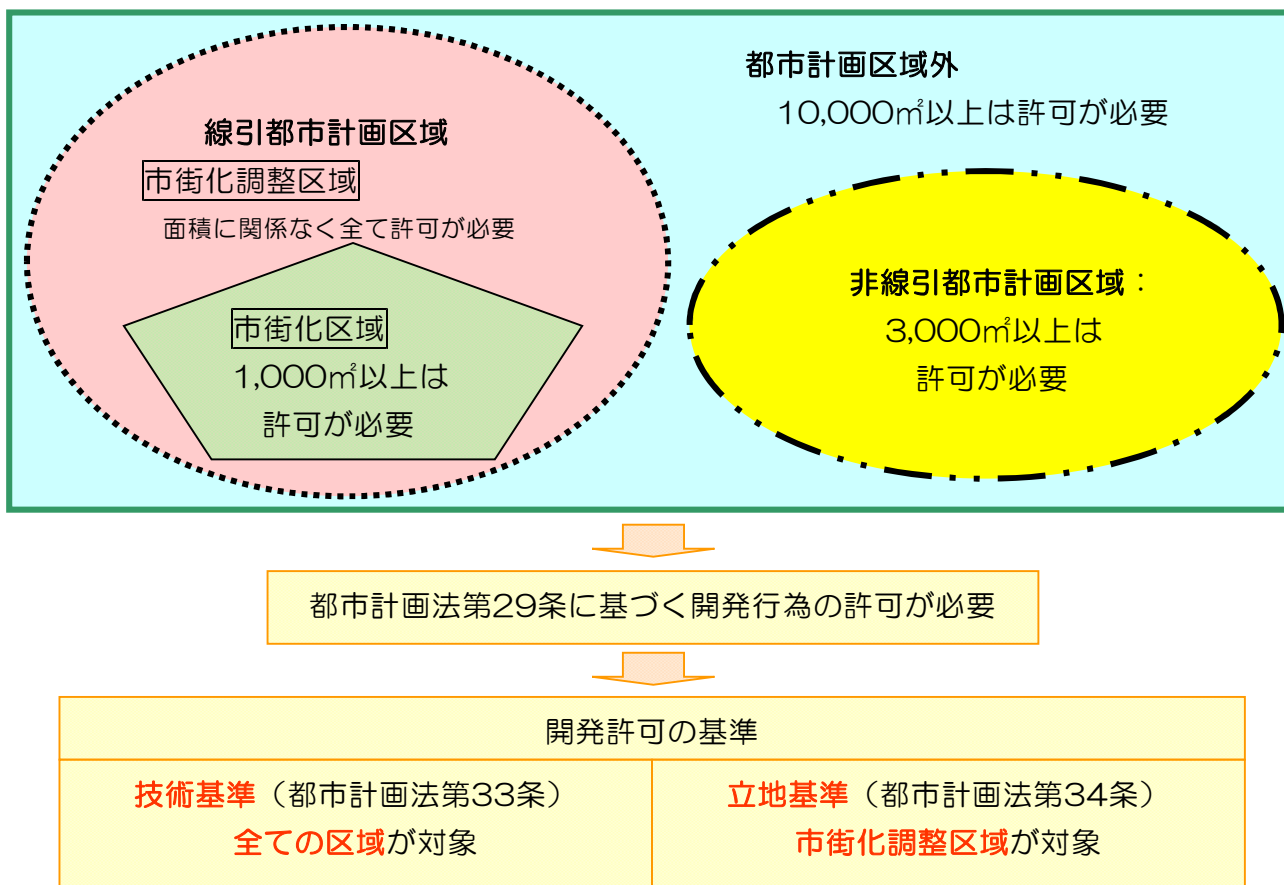 都市計画区域外
10,000㎡以上は許可が必要
線引都市計画区域
市街化調整区域
面積に関係なく全て許可が必要
市街化区域
1,000㎡以上は
許可が必要
非線引都市計画区域：
3,000㎡以上は
許可が必要
都市計画法第29条に基づく開発行為の許可が必要
開発許可の基準
技術基準（都市計画法第33条）
全ての区域が対象
立地基準（都市計画法第34条）
市街化調整区域が対象